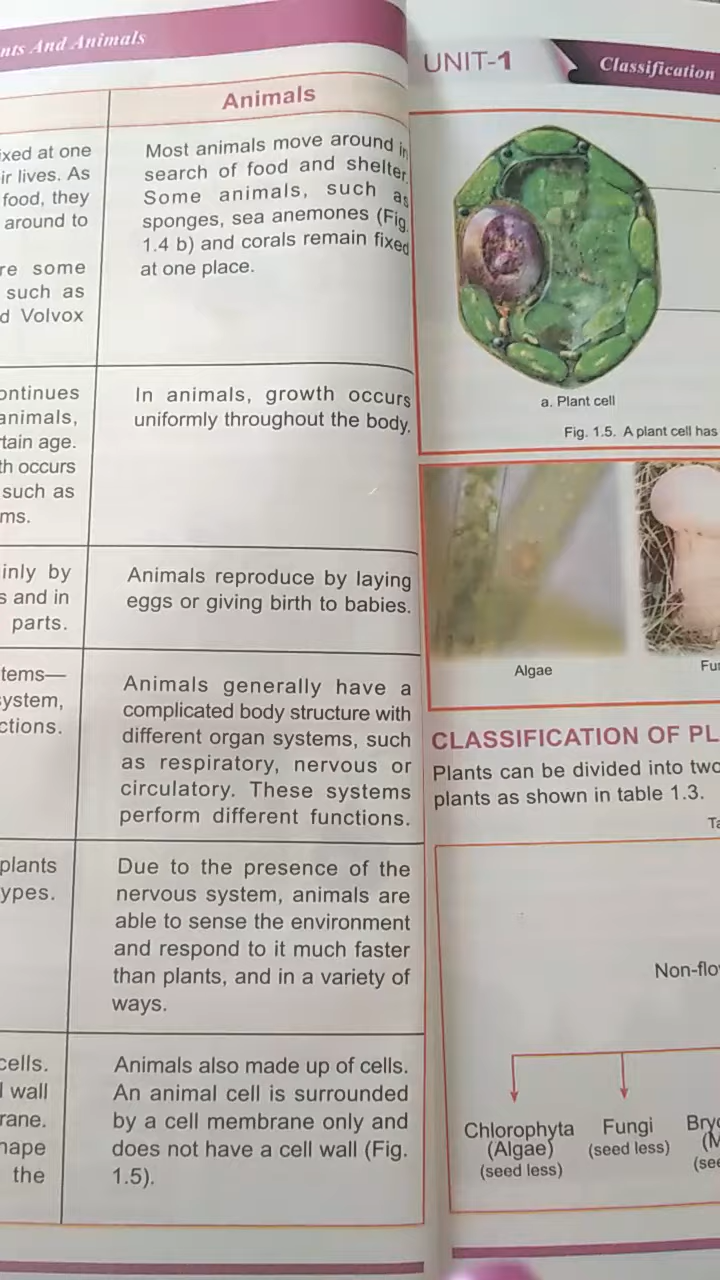 nts And Animals
Animals
ixed at one
ir lives. As
food, they
around to
re some
such as
d Volvox
Most animals move around in
search of food and shelter.
Some animals, such as
sponges, sea anemones (Fig.
1.4 b) and corals remain fixed
at one place.
ontinues
animals,
rtain age.
th occurs
such as
ms.
In animals, growth occurs
uniformly throughout the body.
inly by
s and in
parts.
Animals reproduce by laying
eggs or giving birth to babies.
tems—
system,
ctions.
Animals generally have a
complicated body structure with
different organ systems, such
as respiratory, nervous or
circulatory. These systems
perform different functions.
plants
ypes.
Due to the presence of the
nervous system, animals are
able to sense the environment
and respond to it much faster
than plants, and in a variety of
ways.
cells.
l wall
rane.
hape
the
Animals also made up of cells.
An animal cell is surrounded
by a cell membrane only and
does not have a cell wall (Fig.
1.5).
UNIT-1
Classification
a. Plant cell
Fig. 1.5. A plant cell has
Algae
Fu
CLASSIFICATION OF PL
Plants can be divided into two
plants as shown in table 1.3.
Ta
Non-flo
Chlorophyta
(Algae)
(seed less)
Fungi
(seed less)
Bryo
(M
(see